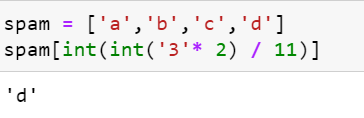 spam = ['a','b','c','d']
spam[int(int('3'* 2) / 11)]
'd'